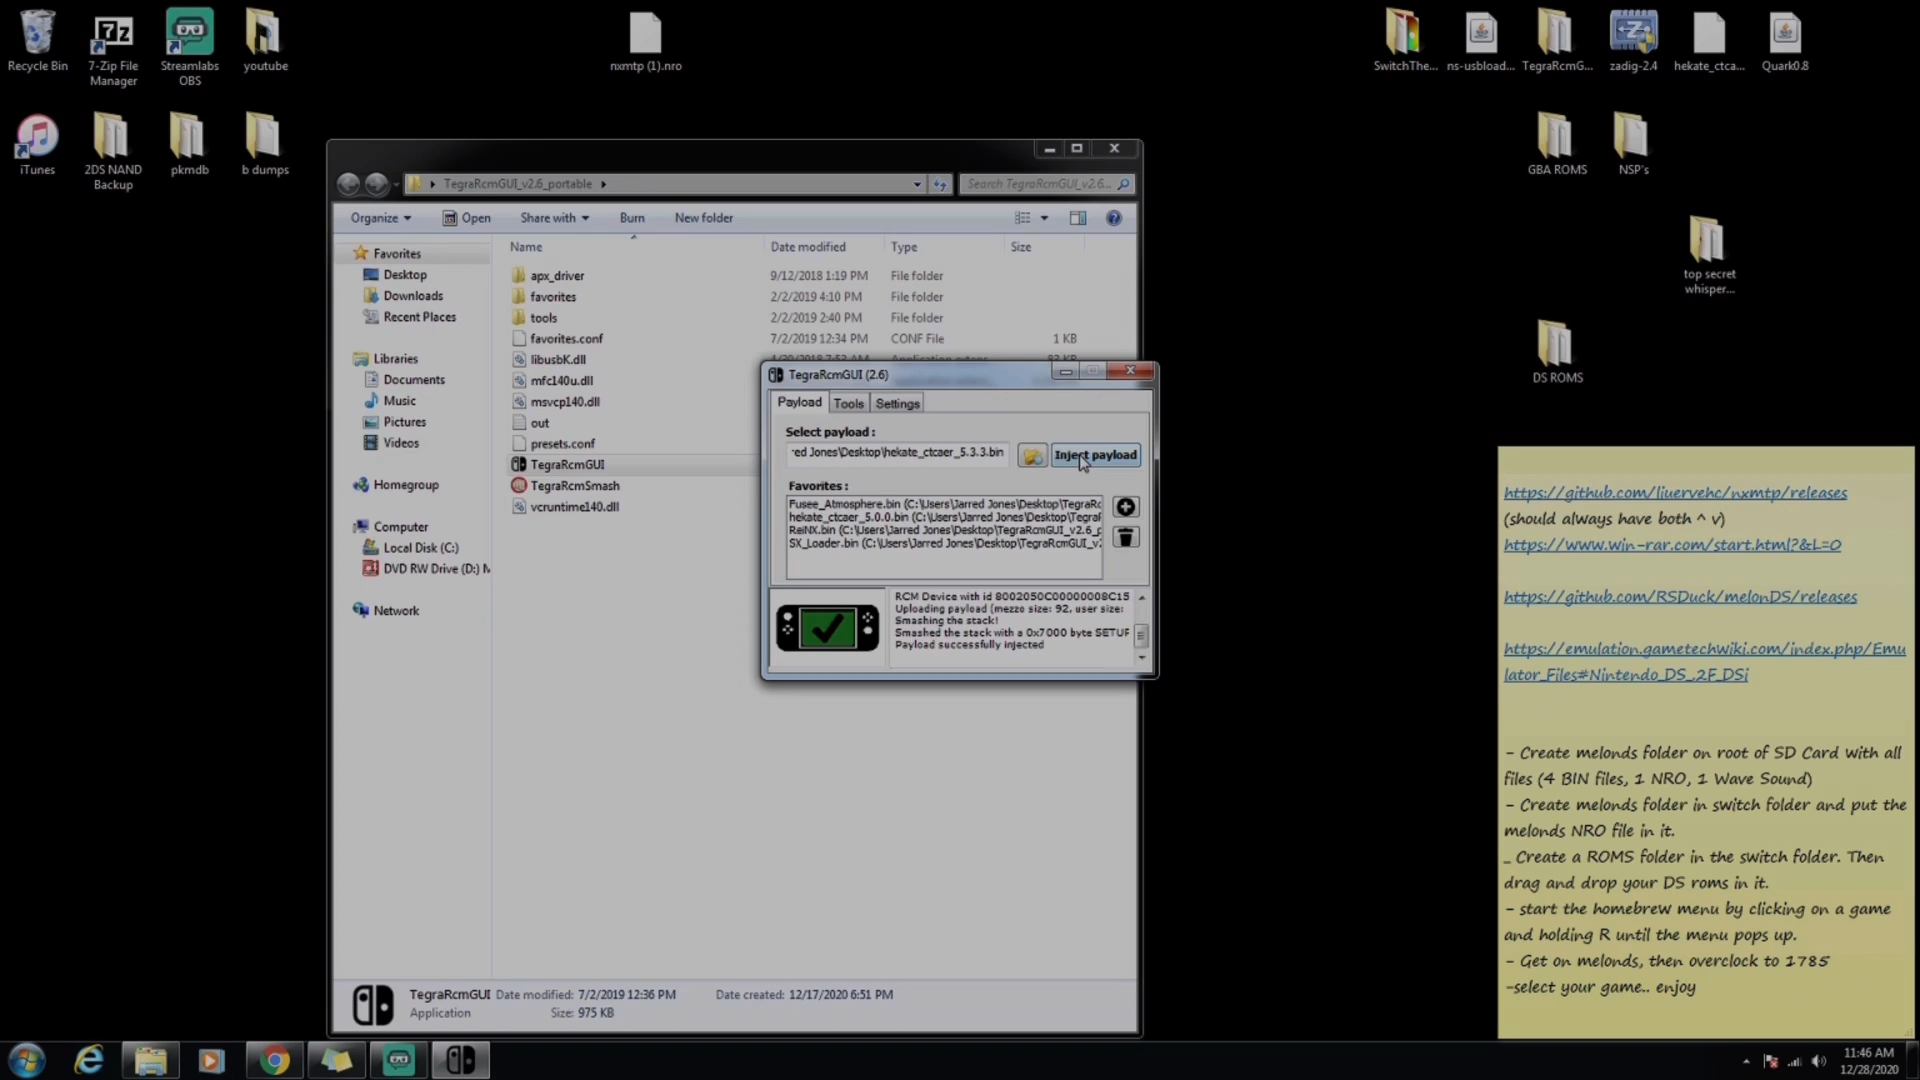 Recycle Bin
7-Zip File
Manager
Streamlabs
OBS
youtube
nxmtp (1).nro
SwitchThe...
ns-usbload...
TegraRcmG...
zadig-2.4
hekate_ctca...
Quark0.8
iTunes
2DS NAND
Backup
pkmdb
b dumps
GBA ROMS
NSP's
top secret
whisper...
DS ROMS
TegraRcmGUI_v2.6_portable
Search TegraRcmGUI_v2.6...
Organize
Open
Share with
Burn
New folder
Name
Date modified
Type
Size
Favorites
Desktop
Downloads
Recent Places
Libraries
Documents
Music
Pictures
Videos
Homegroup
Computer
Local Disk (C:)
DVD RW Drive (D:)
Network
apx_driver 9/12/2018 1:19 PM File folder
favorites 2/2/2019 4:10 PM File folder
tools 2/2/2019 2:40 PM File folder
favorites.conf 7/2/2019 12:34 PM CONF File 1 KB
libusbK.dll
mfc140u.dll
msvcp140.dll
out
presets.conf
TegraRcmGUI
TegraRcmSmash
vcruntime140.dll
TegraRcmGUI (2.6)
Payload Tools Settings
Select payload :
red Jones\Desktop\hekate_ctcaer_5.3.3.bin
Inject payload
Favorites :
Fusee_Atmosphere.bin (C:\Users\Jarred Jones\Desktop\TegraRc
hekate_ctcaer_5.0.0.bin (C:\Users\Jarred Jones\Desktop\TegraF
ReiNX.bin (C:\Users\Jarred Jones\Desktop\TegraRcmGUI_v2.6_p
SX_Loader.bin (C:\Users\Jarred Jones\Desktop\TegraRcmGUI_v2
RCM Device with id 8002050C00000008C15
Uploading payload (mezzo size: 92, user size:
Smashing the stack!
Smashed the stack with a 0x7000 byte SETUP
Payload successfully injected
TegraRcmGUI Date modified: 7/2/2019 12:36 PM Date created: 12/17/2020 6:51 PM
Application Size: 975 KB
https://github.com/liuervehc/nxmtp/releases
(should always have both ^ v)
https://www.win-rar.com/start.html?&L=0
https://github.com/RSDuck/melonDS/releases
https://emulation.gametechwiki.com/index.php/Emu
lator_Files#Nintendo_DS_.2F_DSi
- Create melonds folder on root of SD Card with all
files (4 BIN files, 1 NRO, 1 Wave Sound)
- Create melonds folder in switch folder and put the
melonds NRO file in it.
_ Create a ROMS folder in the switch folder. Then
drag and drop your DS roms in it.
- start the homebrew menu by clicking on a game
and holding R until the menu pops up.
- Get on melonds, then overclock to 1785
-select your game.. enjoy
11:46 AM
12/28/2020